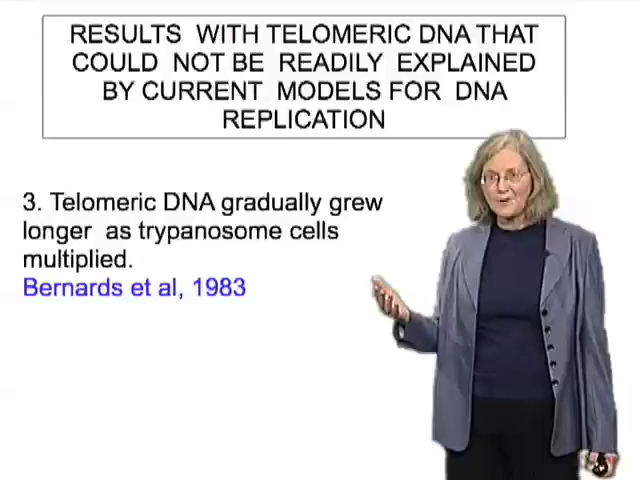 RESULTS WITH TELOMERIC DNA THAT
COULD NOT BE READILY EXPLAINED
BY CURRENT MODELS FOR DNA
REPLICATION
3. Telomeric DNA gradually grew
longer as trypanosome cells
multiplied.
Bernards et al, 1983